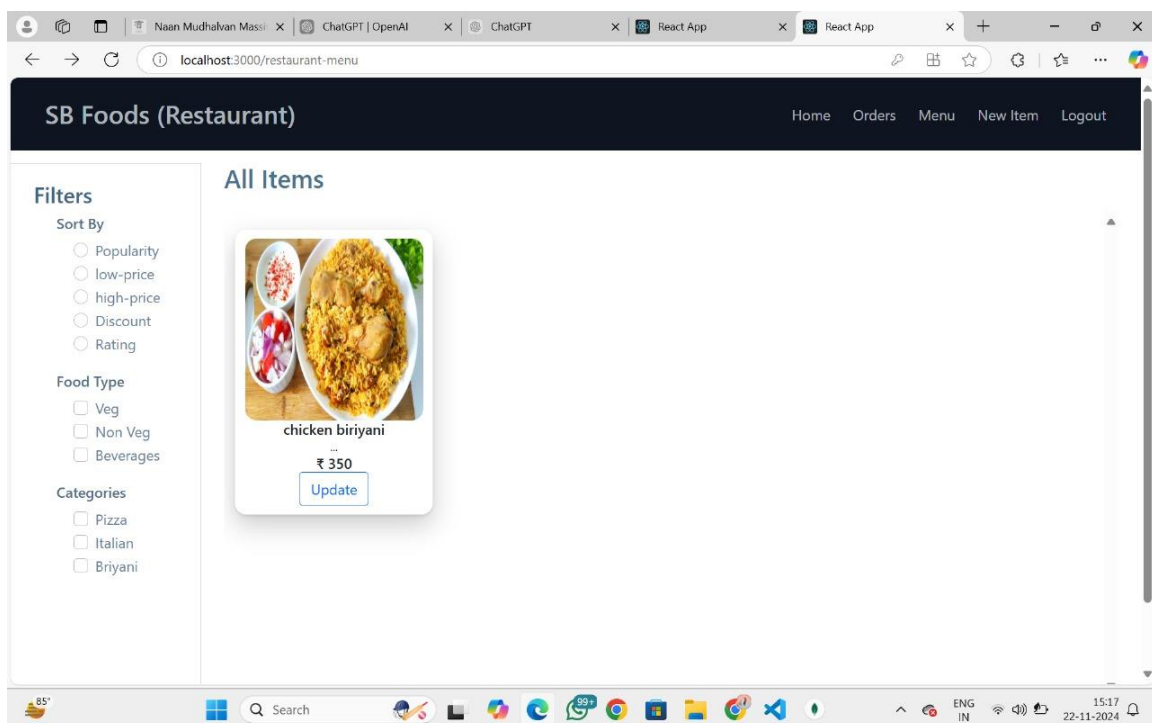 Naan Mudhalvan Massi
ChatGPT | OpenAI
ChatGPT
React App
React App
localhost:3000/restaurant-menu
SB Foods (Restaurant)
Home Orders Menu New Item Logout
Filters
Sort By
Popularity
low-price
high-price
Discount
Rating
Food Type
Veg
Non Veg
Beverages
Categories
Pizza
Italian
Briyani
All Items
chicken biriyani
...
₹ 350
Update
85°
Search
99+
ENG
IN
15:17
22-11-2024